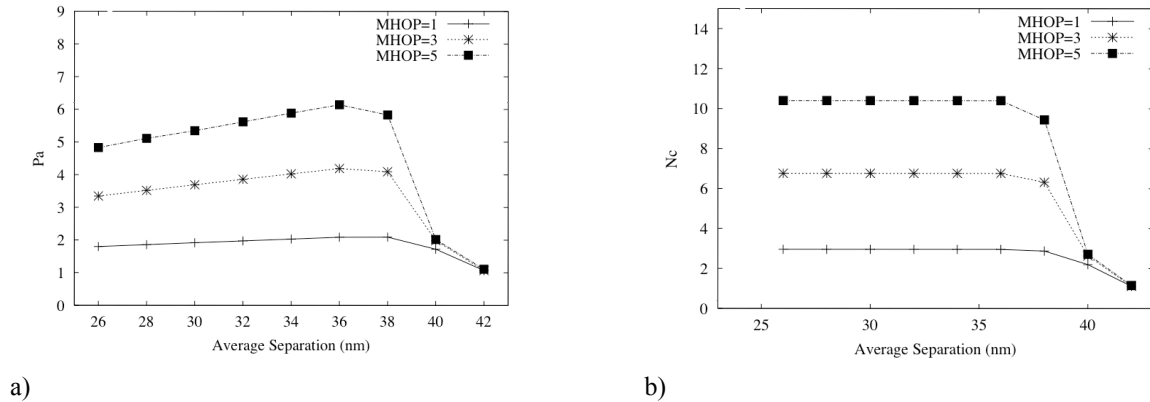 MHOP=1
MHOP=3
MHOP=5
9
8
7
6
5
4
3
2
1
0
Pa
26 28 30 32 34 36 38 40 42
Average Separation (nm)
a)
MHOP=1
MHOP=3
MHOP=5
14
12
10
8
6
4
2
0
Nc
25 30 35 40
Average Separation (nm)
b)